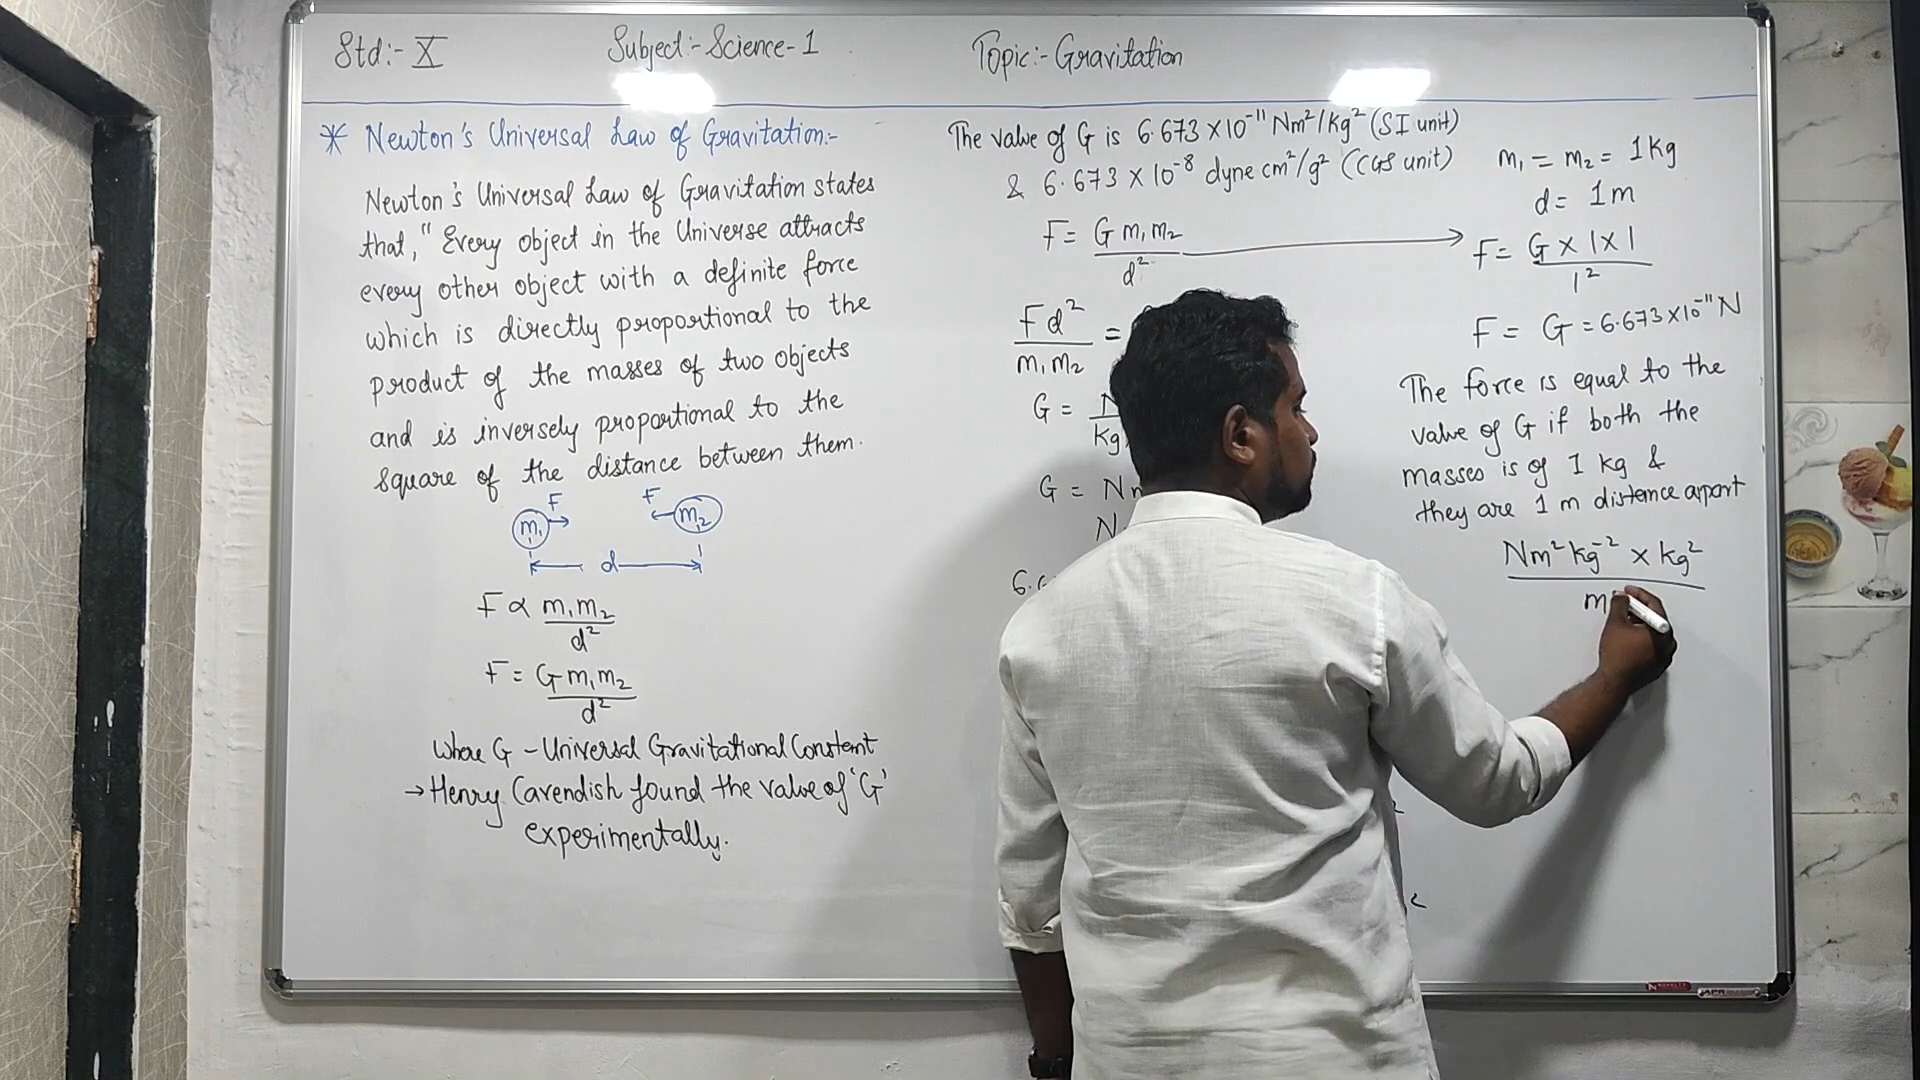 Std:- X
Subject:- Science-1
Topic:- Gravitation
* Newton's Universal Law of Gravitation:-
Newton's Universal Law of Gravitation states
that, "Every object in the Universe attracts
every other object with a definite force
which is directly proportional to the
product of the masses of two objects
and is inversely proportional to the
square of the distance between them.
F F
m₁ m₂
d
F ∝ m₁m₂
d²
F = G m₁m₂
d²
where G - Universal Gravitational Constant
→ Henry Cavendish found the value of 'G'
experimentally.
The value of G is 6.673 × 10⁻¹¹ Nm²/kg² (SI unit)
& 6.673 × 10⁻⁸ dyne cm²/g² (CGS unit)
F = G m₁m₂
d²
Fd² =
m₁m₂
G =
Kg
G =
m₁ = m₂ = 1kg
d = 1m
F = G × 1 × 1
1²
F = G = 6.673×10⁻¹¹ N
The force is equal to the
value of G if both the
masses is of 1 kg &
they are 1 m distance apart
Nm² kg⁻² × kg²
m